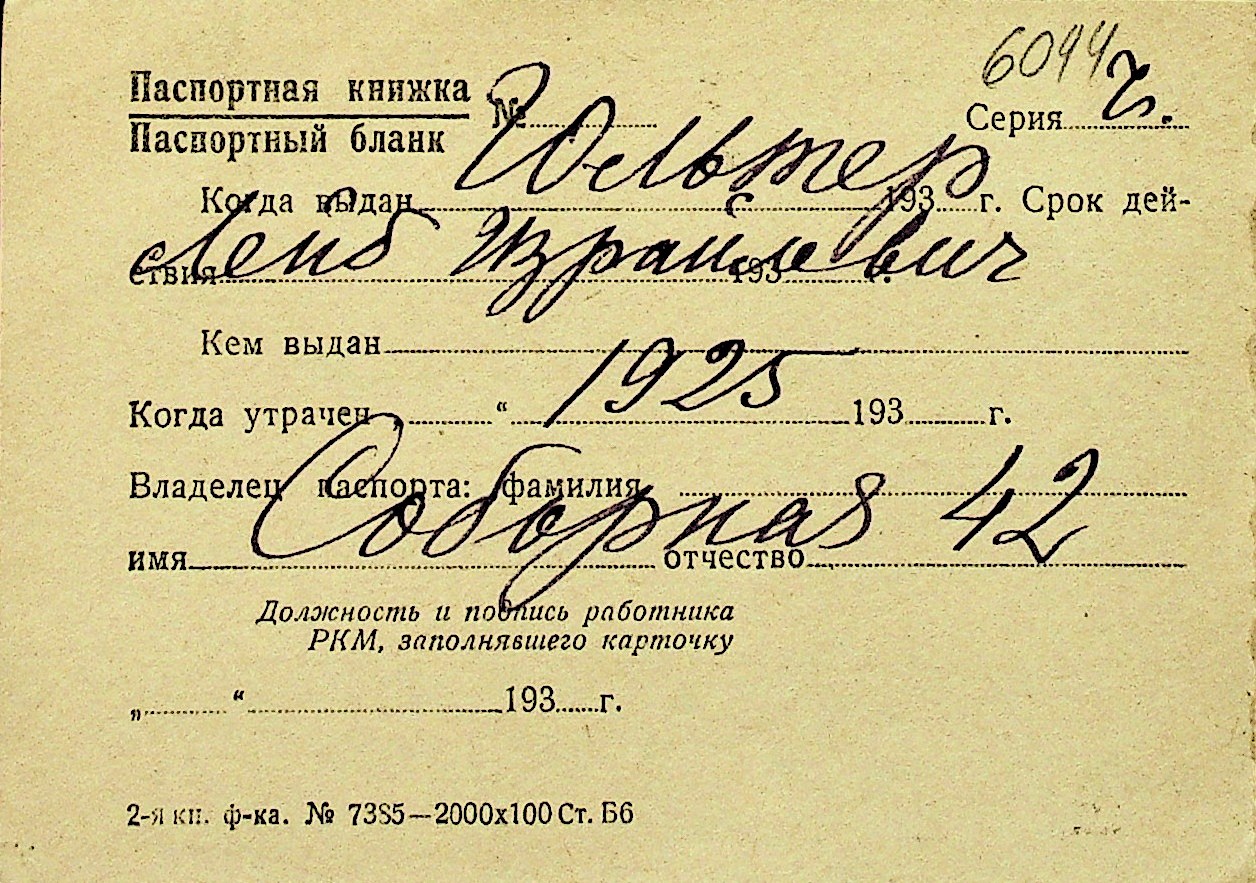 6044
Паспортная книжка
Паспортный бланк № Серия
Когда выдан 193 г. Срок дей-
ствия 193 г.
Лейб Израилевич
Кем выдан
1925
Когда утрачен „ “ 193 г.
Владелец паспорта: фамилия
Соборная 42
имя отчество
Должность и подпись работника
РКМ, заполнявшего карточку
„ “ 193 г.
2-я кн. ф-ка. № 7385—2000х100 Ст. Б6